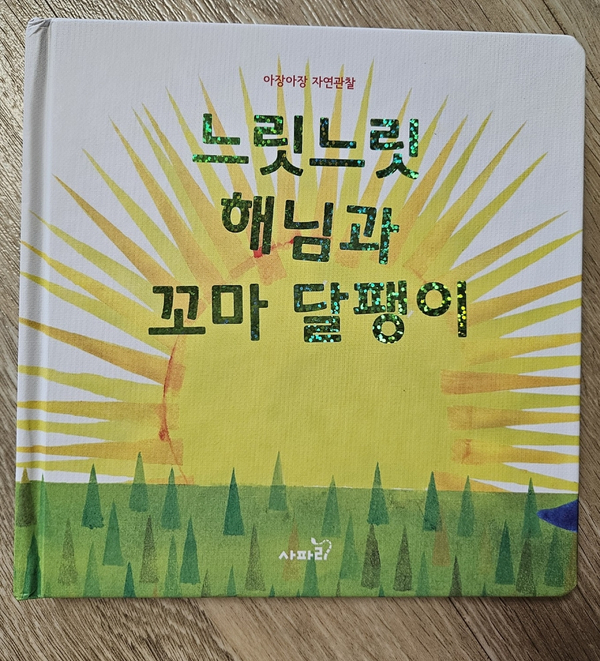 아장아장 자연관찰
느릿느릿
해님과
꼬마 달팽이
사파리